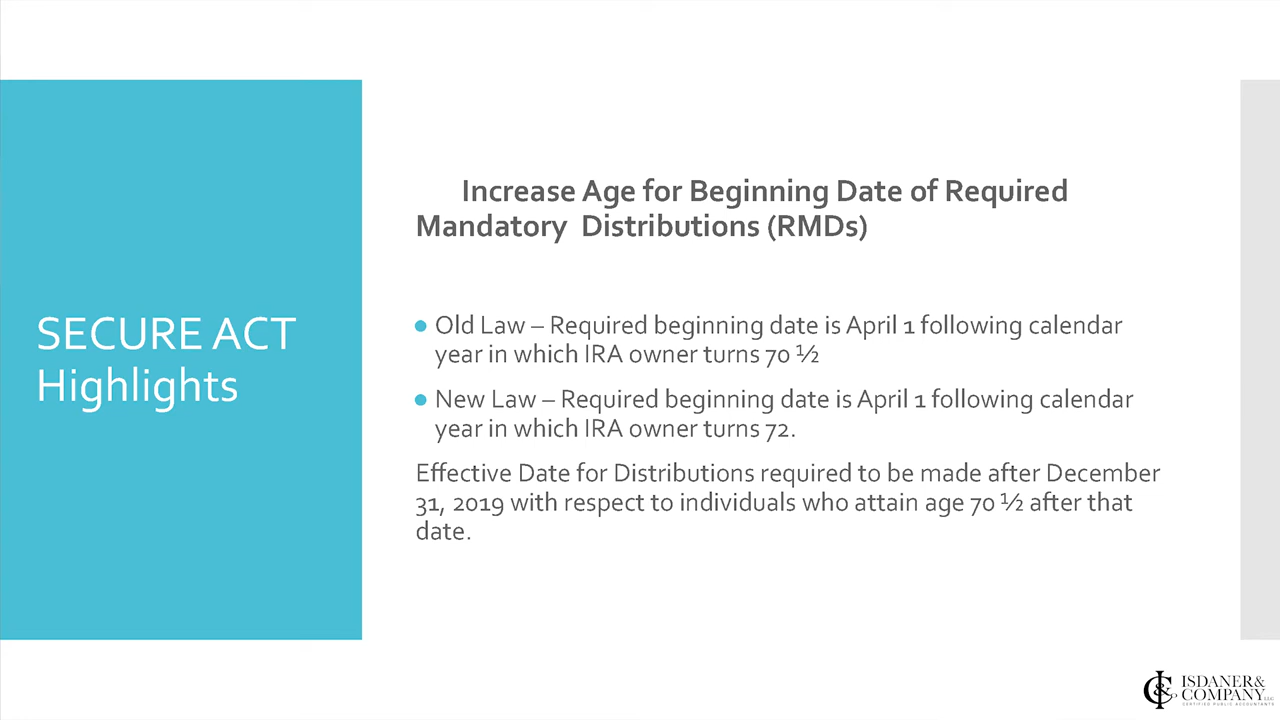 SECURE ACT
Highlights
Increase Age for Beginning Date of Required
Mandatory Distributions (RMDs)
• Old Law – Required beginning date is April 1 following calendar
year in which IRA owner turns 70 ½
• New Law – Required beginning date is April 1 following calendar
year in which IRA owner turns 72.
Effective Date for Distributions required to be made after December
31, 2019 with respect to individuals who attain age 70 ½ after that
date.
ISDANER&
COMPANY LLC
CERTIFIED PUBLIC ACCOUNTANTS